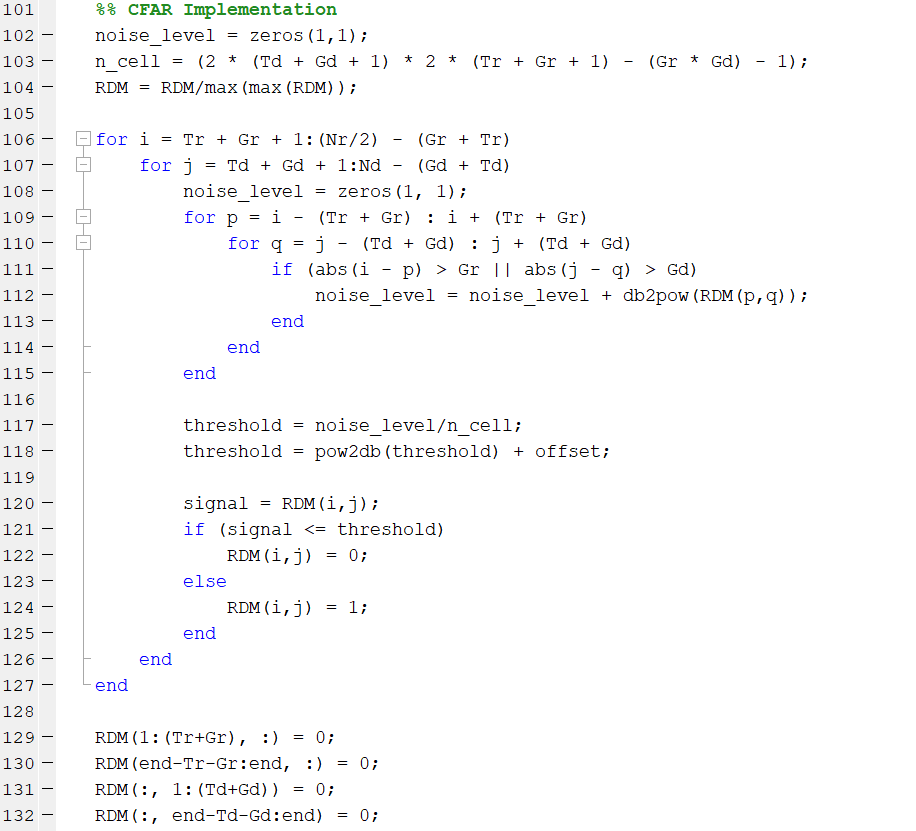 101 %% CFAR Implementation
102 noise_level = zeros(1,1);
103 n_cell = (2 * (Td + Gd + 1) * 2 * (Tr + Gr + 1) - (Gr * Gd) - 1);
104 RDM = RDM/max(max(RDM));
105
106 for i = Tr + Gr + 1:(Nr/2) - (Gr + Tr)
107 for j = Td + Gd + 1:Nd - (Gd + Td)
108 noise_level = zeros(1, 1);
109 for p = i - (Tr + Gr) : i + (Tr + Gr)
110 for q = j - (Td + Gd) : j + (Td + Gd)
111 if (abs(i - p) > Gr || abs(j - q) > Gd)
112 noise_level = noise_level + db2pow(RDM(p,q));
113 end
114 end
115 end
116
117 threshold = noise_level/n_cell;
118 threshold = pow2db(threshold) + offset;
119
120 signal = RDM(i,j);
121 if (signal <= threshold)
122 RDM(i,j) = 0;
123 else
124 RDM(i,j) = 1;
125 end
126 end
127 end
128
129 RDM(1:(Tr+Gr), :) = 0;
130 RDM(end-Tr-Gr:end, :) = 0;
131 RDM(:, 1:(Td+Gd)) = 0;
132 RDM(:, end-Td-Gd:end) = 0;